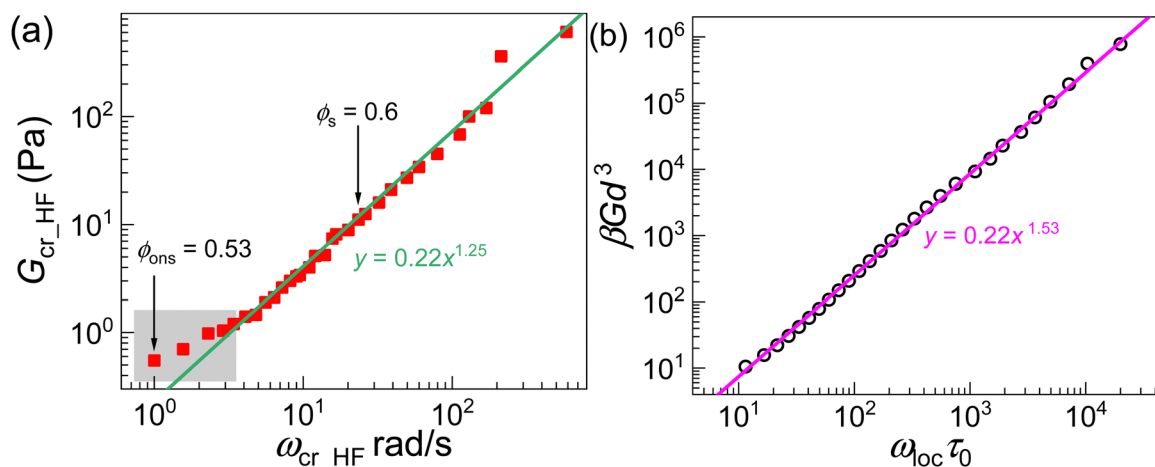 (a)
G_cr_HF (Pa)
10^2
10^1
10^0
ϕ_s = 0.6
ϕ_ons = 0.53
y = 0.22x^1.25
10^0 10^1 10^2
ω_cr_HF rad/s
(b)
βGd^3
10^6
10^5
10^4
10^3
10^2
10^1
y = 0.22x^1.53
10^1 10^2 10^3 10^4
ω_loc τ_0